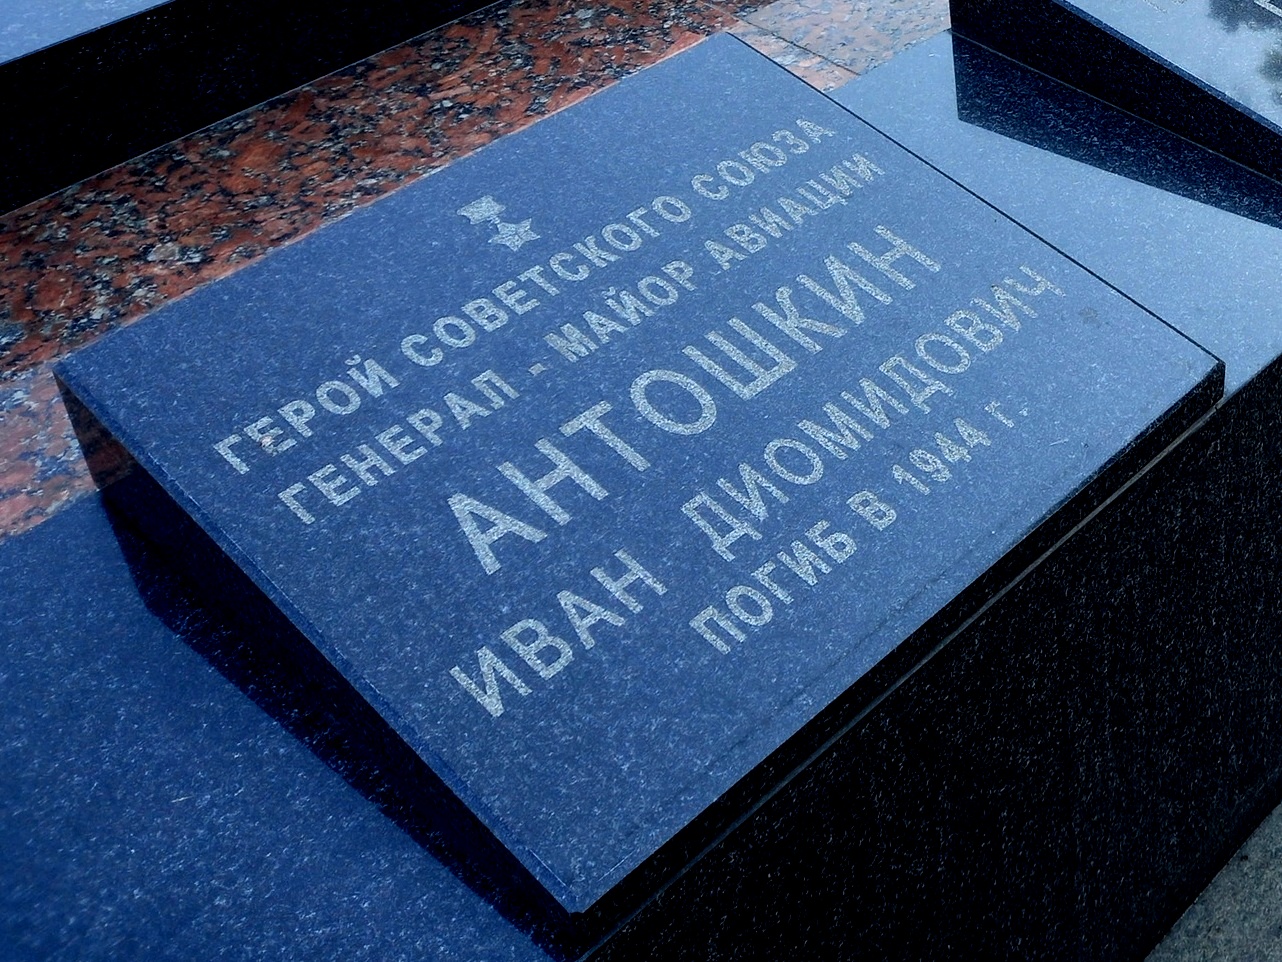 ГЕРОЙ СОВЕТСКОГО СОЮЗА
ГЕНЕРАЛ - МАЙОР АВИАЦИИ
АНТОШКИН
ИВАН ДИОМИДОВИЧ
ПОГИБ В 1944 Г.